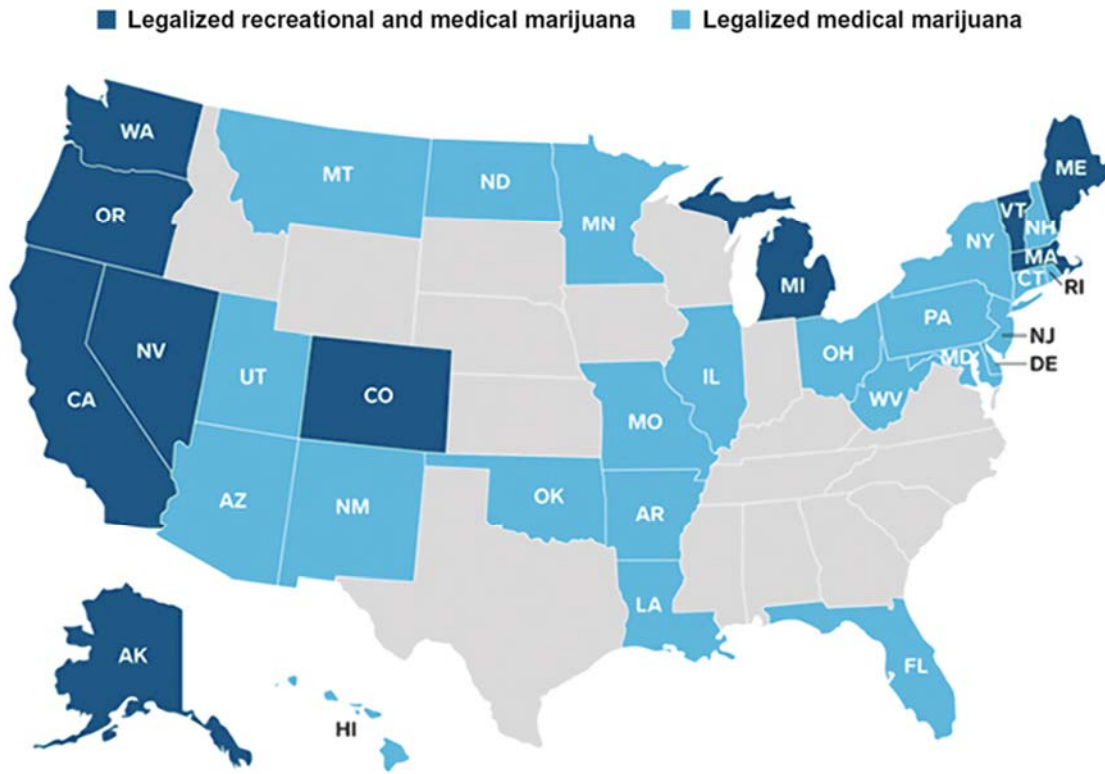 Legalized recreational and medical marijuana Legalized medical marijuana
WA
ME
MT
ND
VT
OR
MN
NH
NY
MA
CT
RI
MI
PA
NJ
NV
OH
MD
DE
UT
IL
CA
CO
WV
MO
AZ
NM
OK
AR
LA
FL
AK
HI